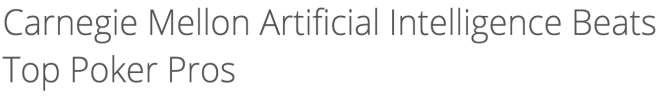 Carnegie Mellon Artificial Intelligence Beats
Top Poker Pros